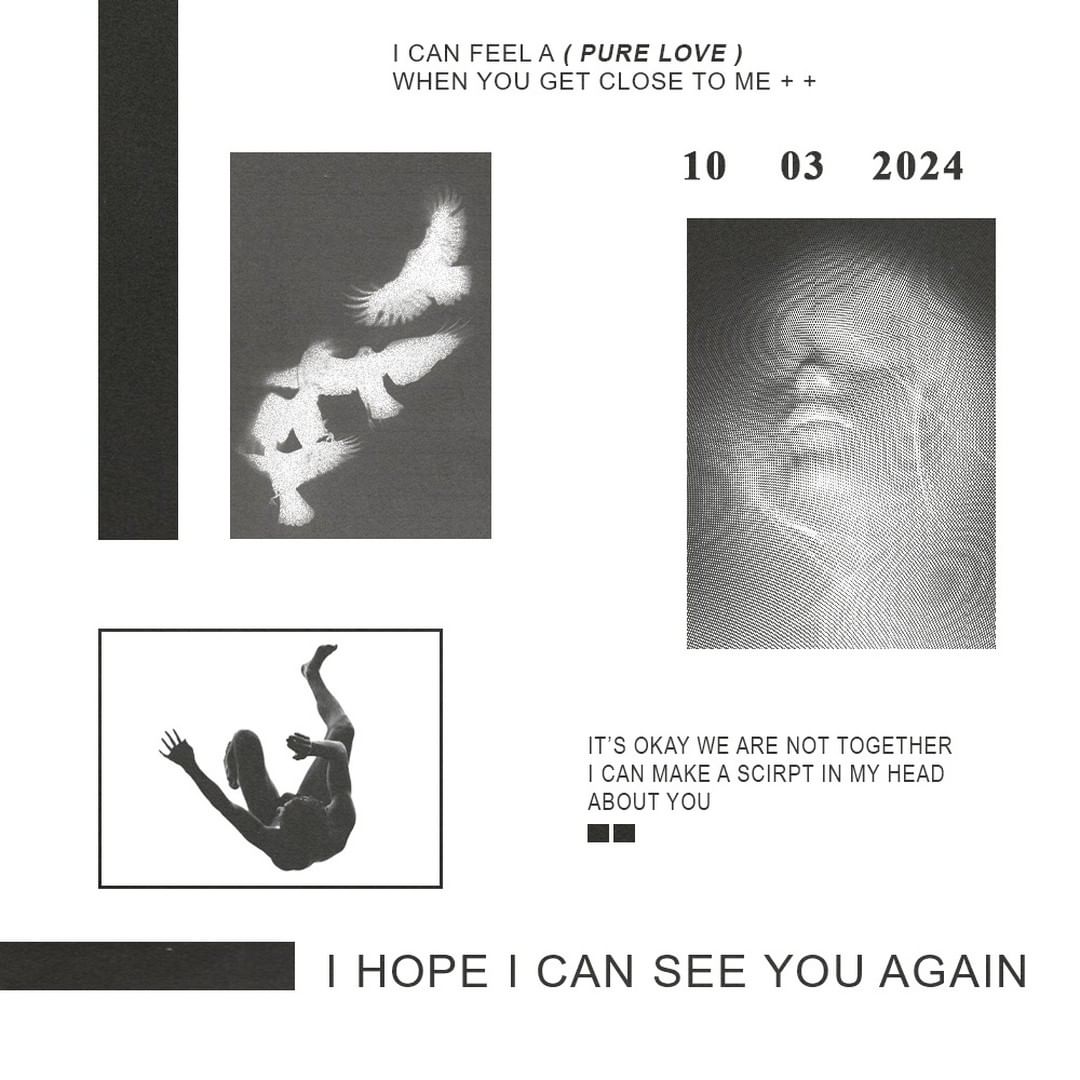 I CAN FEEL A ( PURE LOVE )
WHEN YOU GET CLOSE TO ME + +
10 03 2024
IT’S OKAY WE ARE NOT TOGETHER
I CAN MAKE A SCIRPT IN MY HEAD
ABOUT YOU
I HOPE I CAN SEE YOU AGAIN